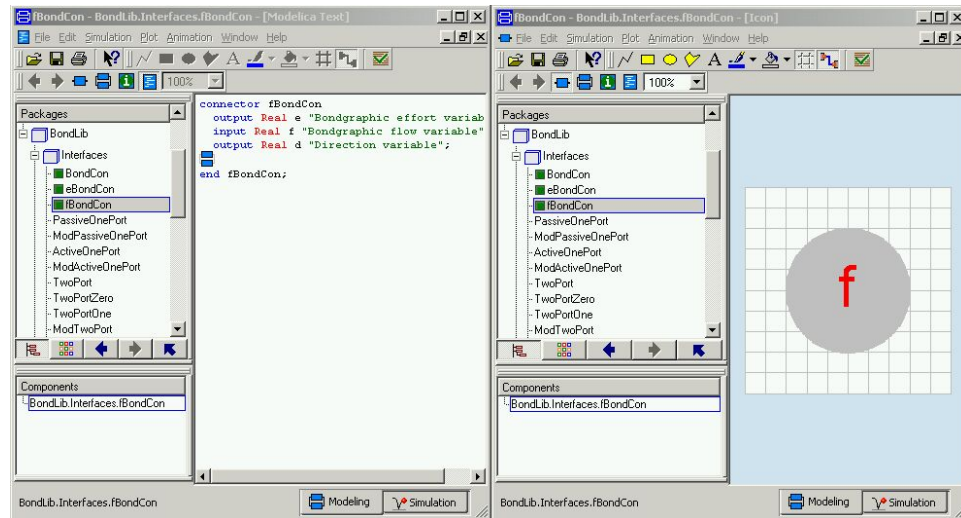 fBondCon - BondLib.Interfaces.fBondCon - [Modelica Text]
File Edit Simulation Plot Animation Window Help
100%
Packages
BondLib
Interfaces
BondCon
eBondCon
fBondCon
PassiveOnePort
ModPassiveOnePort
ActiveOnePort
ModActiveOnePort
TwoPort
TwoPortZero
TwoPortOne
ModTwoPort
Components
BondLib.Interfaces.fBondCon
connector fBondCon
output Real e "Bondgraphic effort variab
input Real f "Bondgraphic flow variable"
output Real d "Direction variable";
end fBondCon;
BondLib.Interfaces.fBondCon
Modeling
Simulation
fBondCon - BondLib.Interfaces.fBondCon - [Icon]
File Edit Simulation Plot Animation Window Help
100%
Packages
BondLib
Interfaces
BondCon
eBondCon
fBondCon
PassiveOnePort
ModPassiveOnePort
ActiveOnePort
ModActiveOnePort
TwoPort
TwoPortZero
TwoPortOne
ModTwoPort
Components
BondLib.Interfaces.fBondCon
f
BondLib.Interfaces.fBondCon
Modeling
Simulation